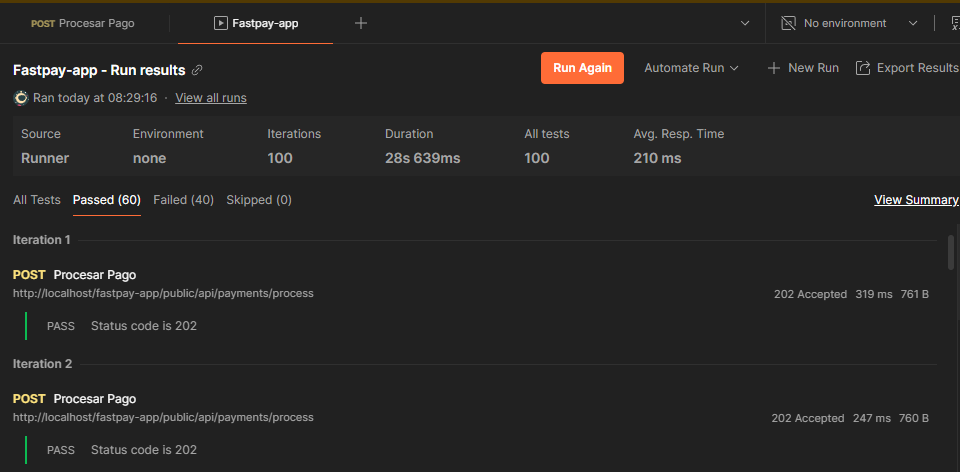 POST Procesar Pago
Fastpay-app
No environment
Fastpay-app - Run results
Run Again
Automate Run
New Run
Export Results
Ran today at 08:29:16 · View all runs
Source Environment Iterations Duration All tests Avg. Resp. Time
Runner none 100 28s 639ms 100 210 ms
All Tests Passed (60) Failed (40) Skipped (0) View Summary
Iteration 1
POST Procesar Pago
http://localhost/fastpay-app/public/api/payments/process 202 Accepted 319 ms 761 B
PASS Status code is 202
Iteration 2
POST Procesar Pago
http://localhost/fastpay-app/public/api/payments/process 202 Accepted 247 ms 760 B
PASS Status code is 202